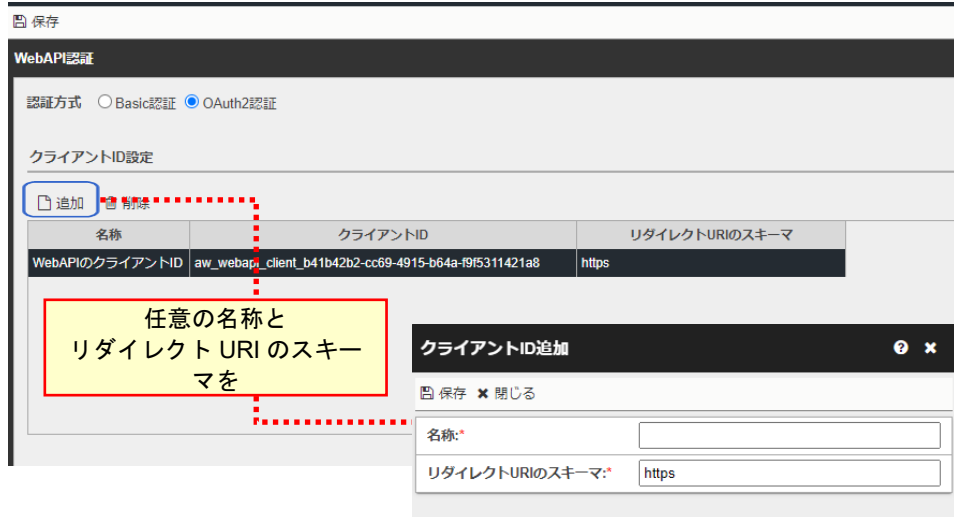 保存
WebAPI認証
認証方式 Basic認証 OAuth2認証
クライアントID設定
追加 削除
名称 クライアントID リダイレクトURIのスキーマ
WebAPIのクライアントID aw_webapi_client_b41b42b2-cc69-4915-b64a-f9f5311421a8 https
任意の名称と
リダイレクト URI のスキー
マを
クライアントID追加
保存 閉じる
名称:*
リダイレクトURIのスキーマ:* https